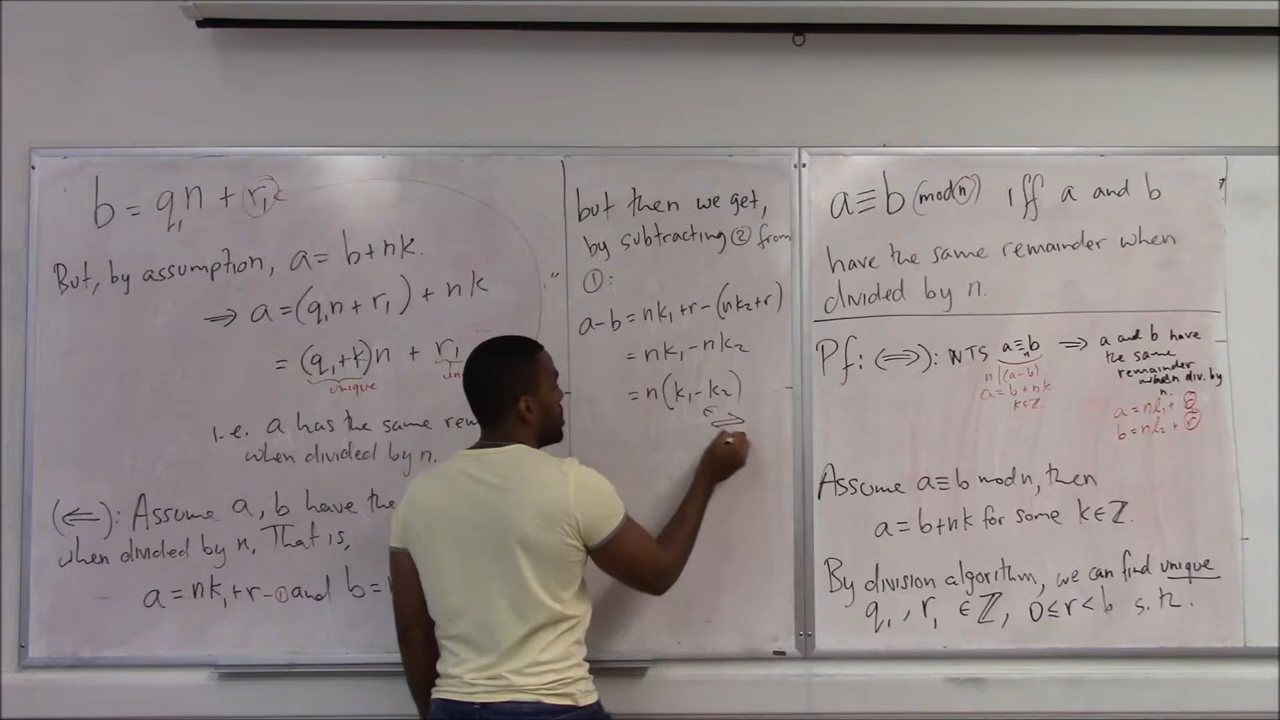 a≡b (mod n) iff a and b
have the same remainder when
divided by n.
Pf: (⟹): NTS a≡b ⟹ a and b have
n
the same
remainder
when div. by
n.
n | (a-b)
a = b + nk
k∈ℤ
a = nl₁ + r
b = nl₂ + r
Assume a≡b mod n, then
a = b+nk for some k∈ℤ.
By division algorithm, we can find unique
q₁, r₁ ∈ ℤ, 0≤r<b s.t.
b = q₁n + r₁
But, by assumption, a = b+nk.
⟹ a = (q₁n + r₁) + nk
= (q₁+k)n + r₁
unique
i.e. a has the same
when divided by n.
(⟸): Assume a, b have the
when divided by n. That is,
a = nk₁+r -① and b =
but then we get,
by subtracting ② from
①:
a-b = nk₁+r-(nk₂+r)
= nk₁-nk₂
= n(k₁-k₂)
⟹